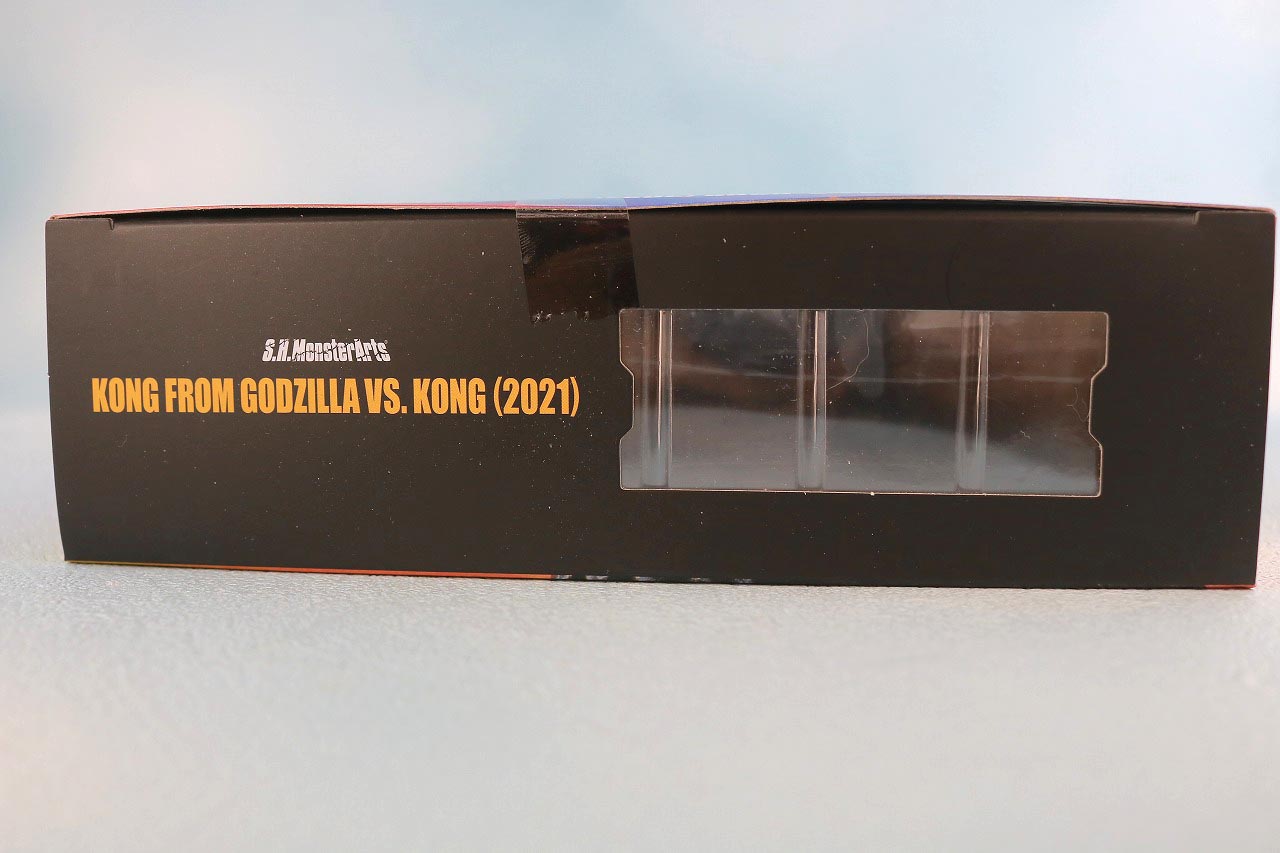 S.H.MonsterArts
KONG FROM GODZILLA VS. KONG (2021)